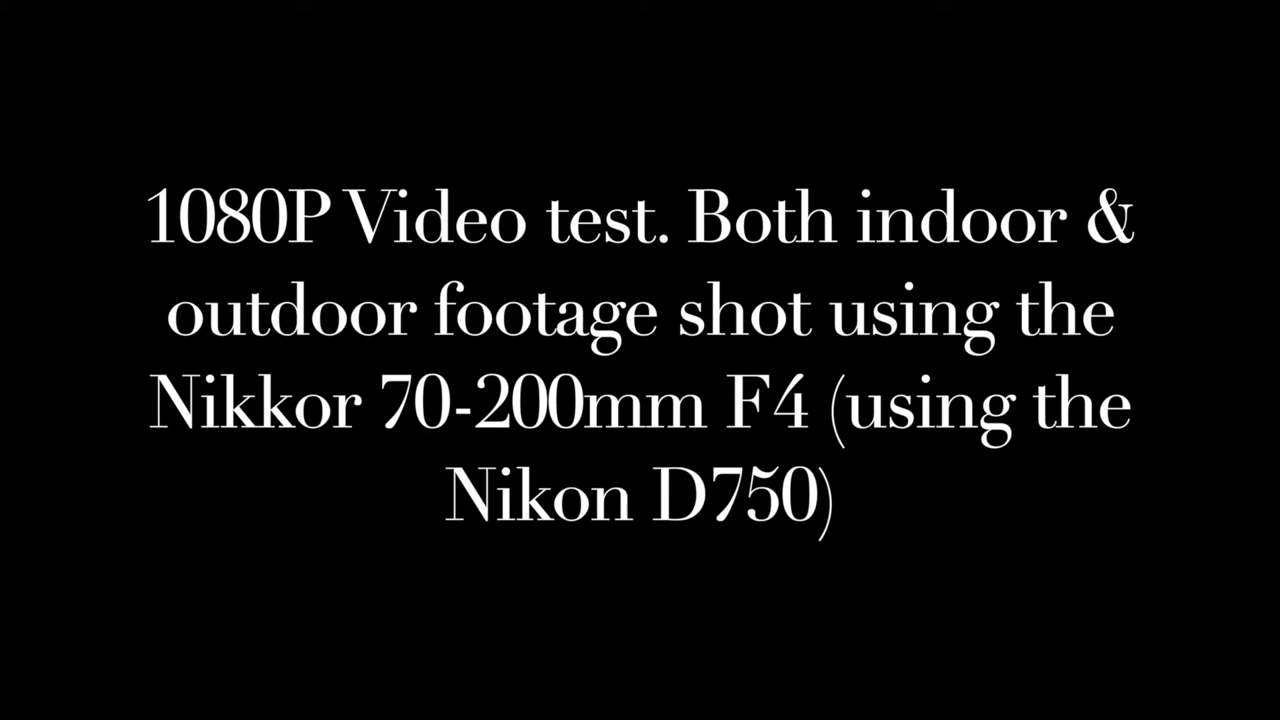 1080P Video test. Both indoor &
outdoor footage shot using the
Nikkor 70-200mm F4 (using the
Nikon D750)